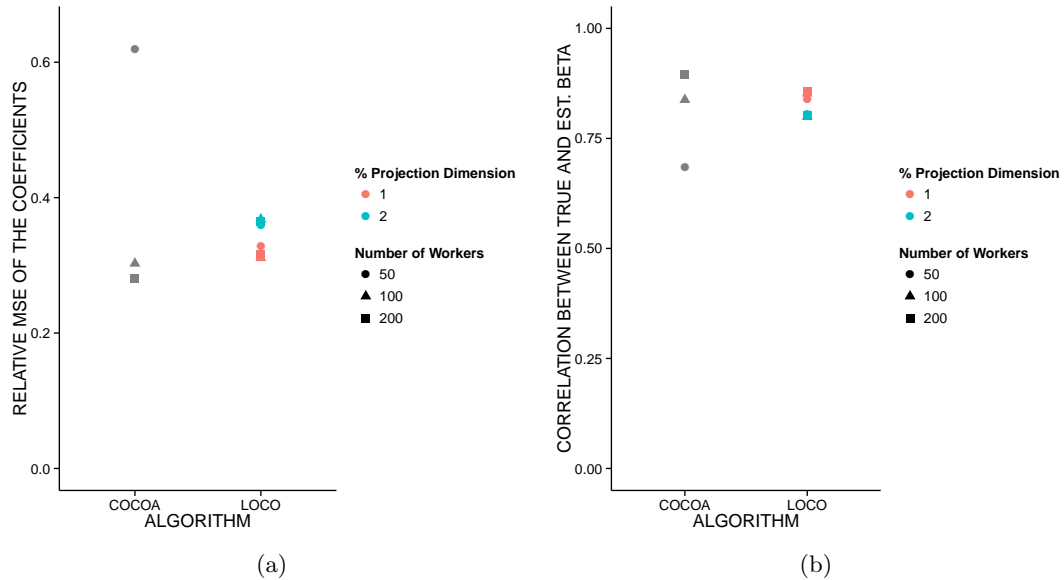 RELATIVE MSE OF THE COEFFICIENTS
0.6
0.4
0.2
0.0
COCOA
LOCO
ALGORITHM
% Projection Dimension
1
2
Number of Workers
50
100
200
(a)
CORRELATION BETWEEN TRUE AND EST. BETA
1.00
0.75
0.50
0.25
0.00
COCOA
LOCO
ALGORITHM
% Projection Dimension
1
2
Number of Workers
50
100
200
(b)